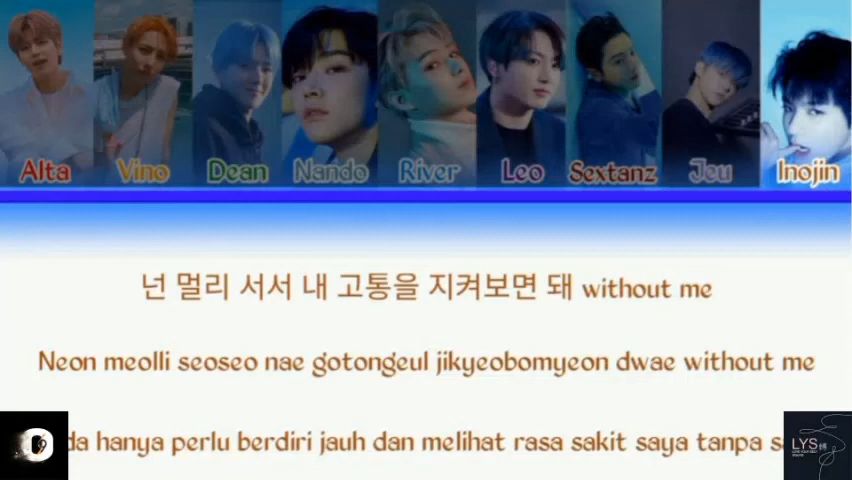 Alta Vino Dean Nando River Leo Sextanz Jeu Inojin
넌 멀리 서서 내 고통을 지켜보면 돼 without me
Neon meolli seoseo nae gotongeul jikyeobomyeon dwae without me
da hanya perlu berdiri jauh dan melihat rasa sakit saya tanpa s
O
LYS